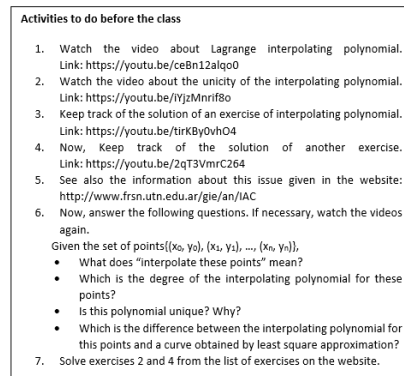 Activities to do before the class
1. Watch the video about Lagrange interpolating polynomial.
Link: https://youtu.be/ceBn12alqo0
2. Watch the video about the unicity of the interpolating polynomial.
Link: https://youtu.be/iYjzMnrif8o
3. Keep track of the solution of an exercise of interpolating polynomial.
Link: https://youtu.be/tirKBy0vhO4
4. Now, Keep track of the solution of another exercise.
Link: https://youtu.be/2qT3VmrC264
5. See also the information about this issue given in the website:
http://www.frsn.utn.edu.ar/gie/an/IAC
6. Now, answer the following questions. If necessary, watch the videos
again.
Given the set of points{(x₀, y₀), (x₁, y₁), ..., (xₙ, yₙ)},
• What does "interpolate these points" mean?
• Which is the degree of the interpolating polynomial for these
points?
• Is this polynomial unique? Why?
• Which is the difference between the interpolating polynomial for
this points and a curve obtained by least square approximation?
7. Solve exercises 2 and 4 from the list of exercises on the website.